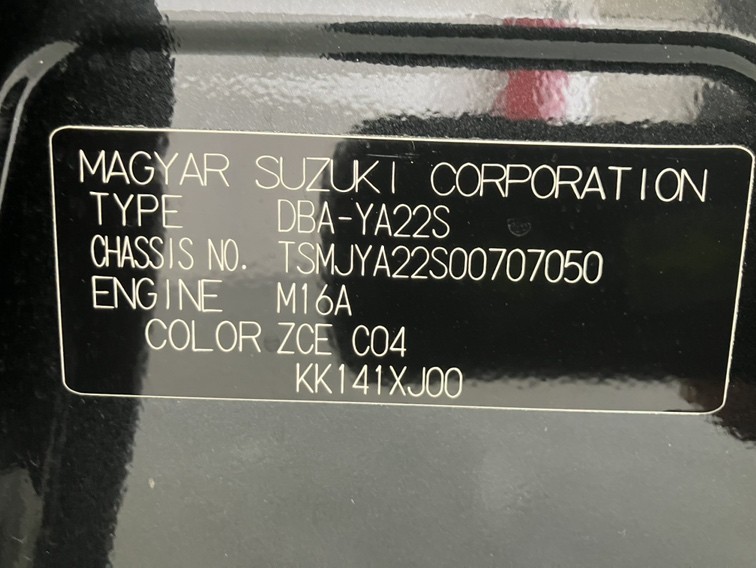 MAGYAR SUZUKI CORPORATION
TYPE DBA-YA22S
CHASSIS NO. TSMJYA22S00707050
ENGINE M16A
COLOR ZCE C04
KK141XJ00